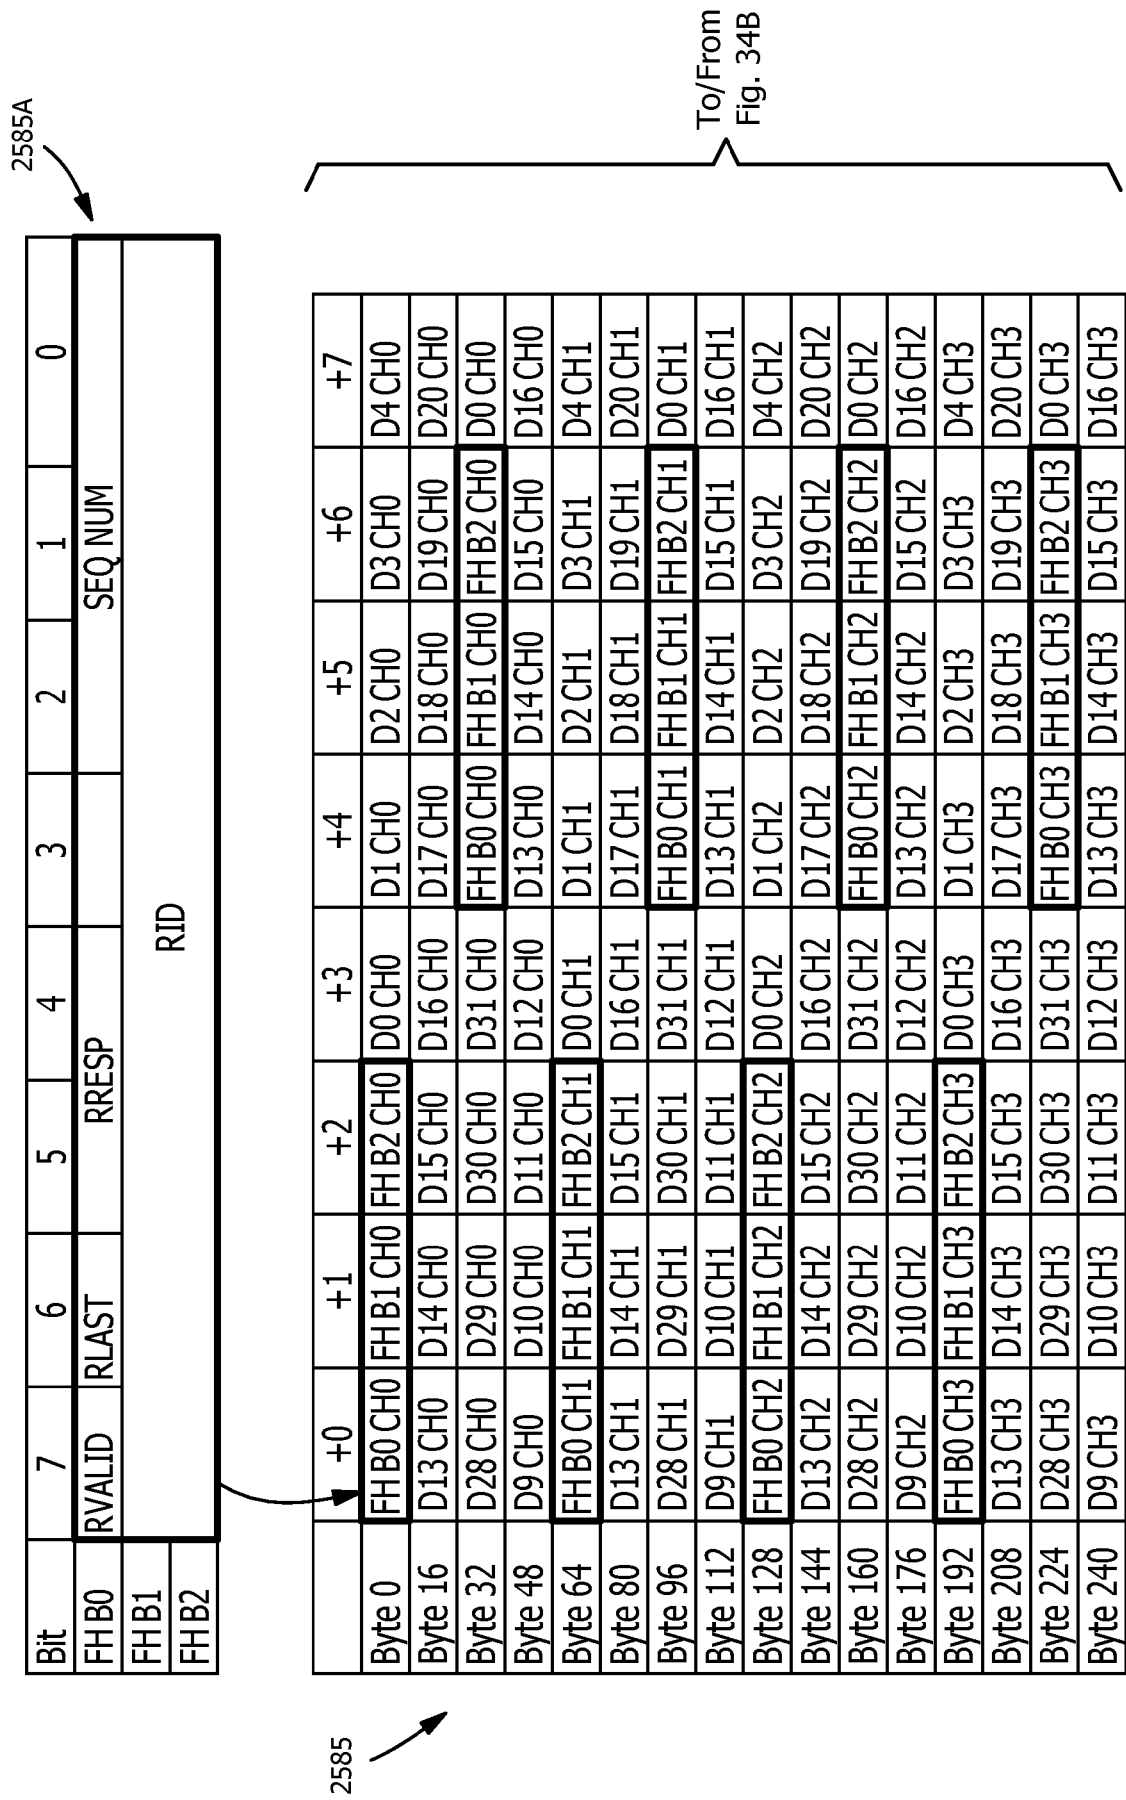 2585A
Bit 7 6 5 4 3 2 1 0
FH B0 RVALID RLAST RRESP SEQ NUM
FH B1 RID
FH B2
2585
+0 +1 +2 +3 +4 +5 +6 +7
Byte 0 FH B0 CH0 FH B1 CH0 FH B2 CH0 D0 CH0 D1 CH0 D2 CH0 D3 CH0 D4 CH0
Byte 16 D13 CH0 D14 CH0 D15 CH0 D16 CH0 D17 CH0 D18 CH0 D19 CH0 D20 CH0
Byte 32 D28 CH0 D29 CH0 D30 CH0 D31 CH0 FH B0 CH0 FH B1 CH0 FH B2 CH0 D0 CH0
Byte 48 D9 CH0 D10 CH0 D11 CH0 D12 CH0 D13 CH0 D14 CH0 D15 CH0 D16 CH0
Byte 64 FH B0 CH1 FH B1 CH1 FH B2 CH1 D0 CH1 D1 CH1 D2 CH1 D3 CH1 D4 CH1
Byte 80 D13 CH1 D14 CH1 D15 CH1 D16 CH1 D17 CH1 D18 CH1 D19 CH1 D20 CH1
Byte 96 D28 CH1 D29 CH1 D30 CH1 D31 CH1 FH B0 CH1 FH B1 CH1 FH B2 CH1 D0 CH1
Byte 112 D9 CH1 D10 CH1 D11 CH1 D12 CH1 D13 CH1 D14 CH1 D15 CH1 D16 CH1
Byte 128 FH B0 CH2 FH B1 CH2 FH B2 CH2 D0 CH2 D1 CH2 D2 CH2 D3 CH2 D4 CH2
Byte 144 D13 CH2 D14 CH2 D15 CH2 D16 CH2 D17 CH2 D18 CH2 D19 CH2 D20 CH2
Byte 160 D28 CH2 D29 CH2 D30 CH2 D31 CH2 FH B0 CH2 FH B1 CH2 FH B2 CH2 D0 CH2
Byte 176 D9 CH2 D10 CH2 D11 CH2 D12 CH2 D13 CH2 D14 CH2 D15 CH2 D16 CH2
Byte 192 FH B0 CH3 FH B1 CH3 FH B2 CH3 D0 CH3 D1 CH3 D2 CH3 D3 CH3 D4 CH3
Byte 208 D13 CH3 D14 CH3 D15 CH3 D16 CH3 D17 CH3 D18 CH3 D19 CH3 D20 CH3
Byte 224 D28 CH3 D29 CH3 D30 CH3 D31 CH3 FH B0 CH3 FH B1 CH3 FH B2 CH3 D0 CH3
Byte 240 D9 CH3 D10 CH3 D11 CH3 D12 CH3 D13 CH3 D14 CH3 D15 CH3 D16 CH3
To/From
Fig. 34B